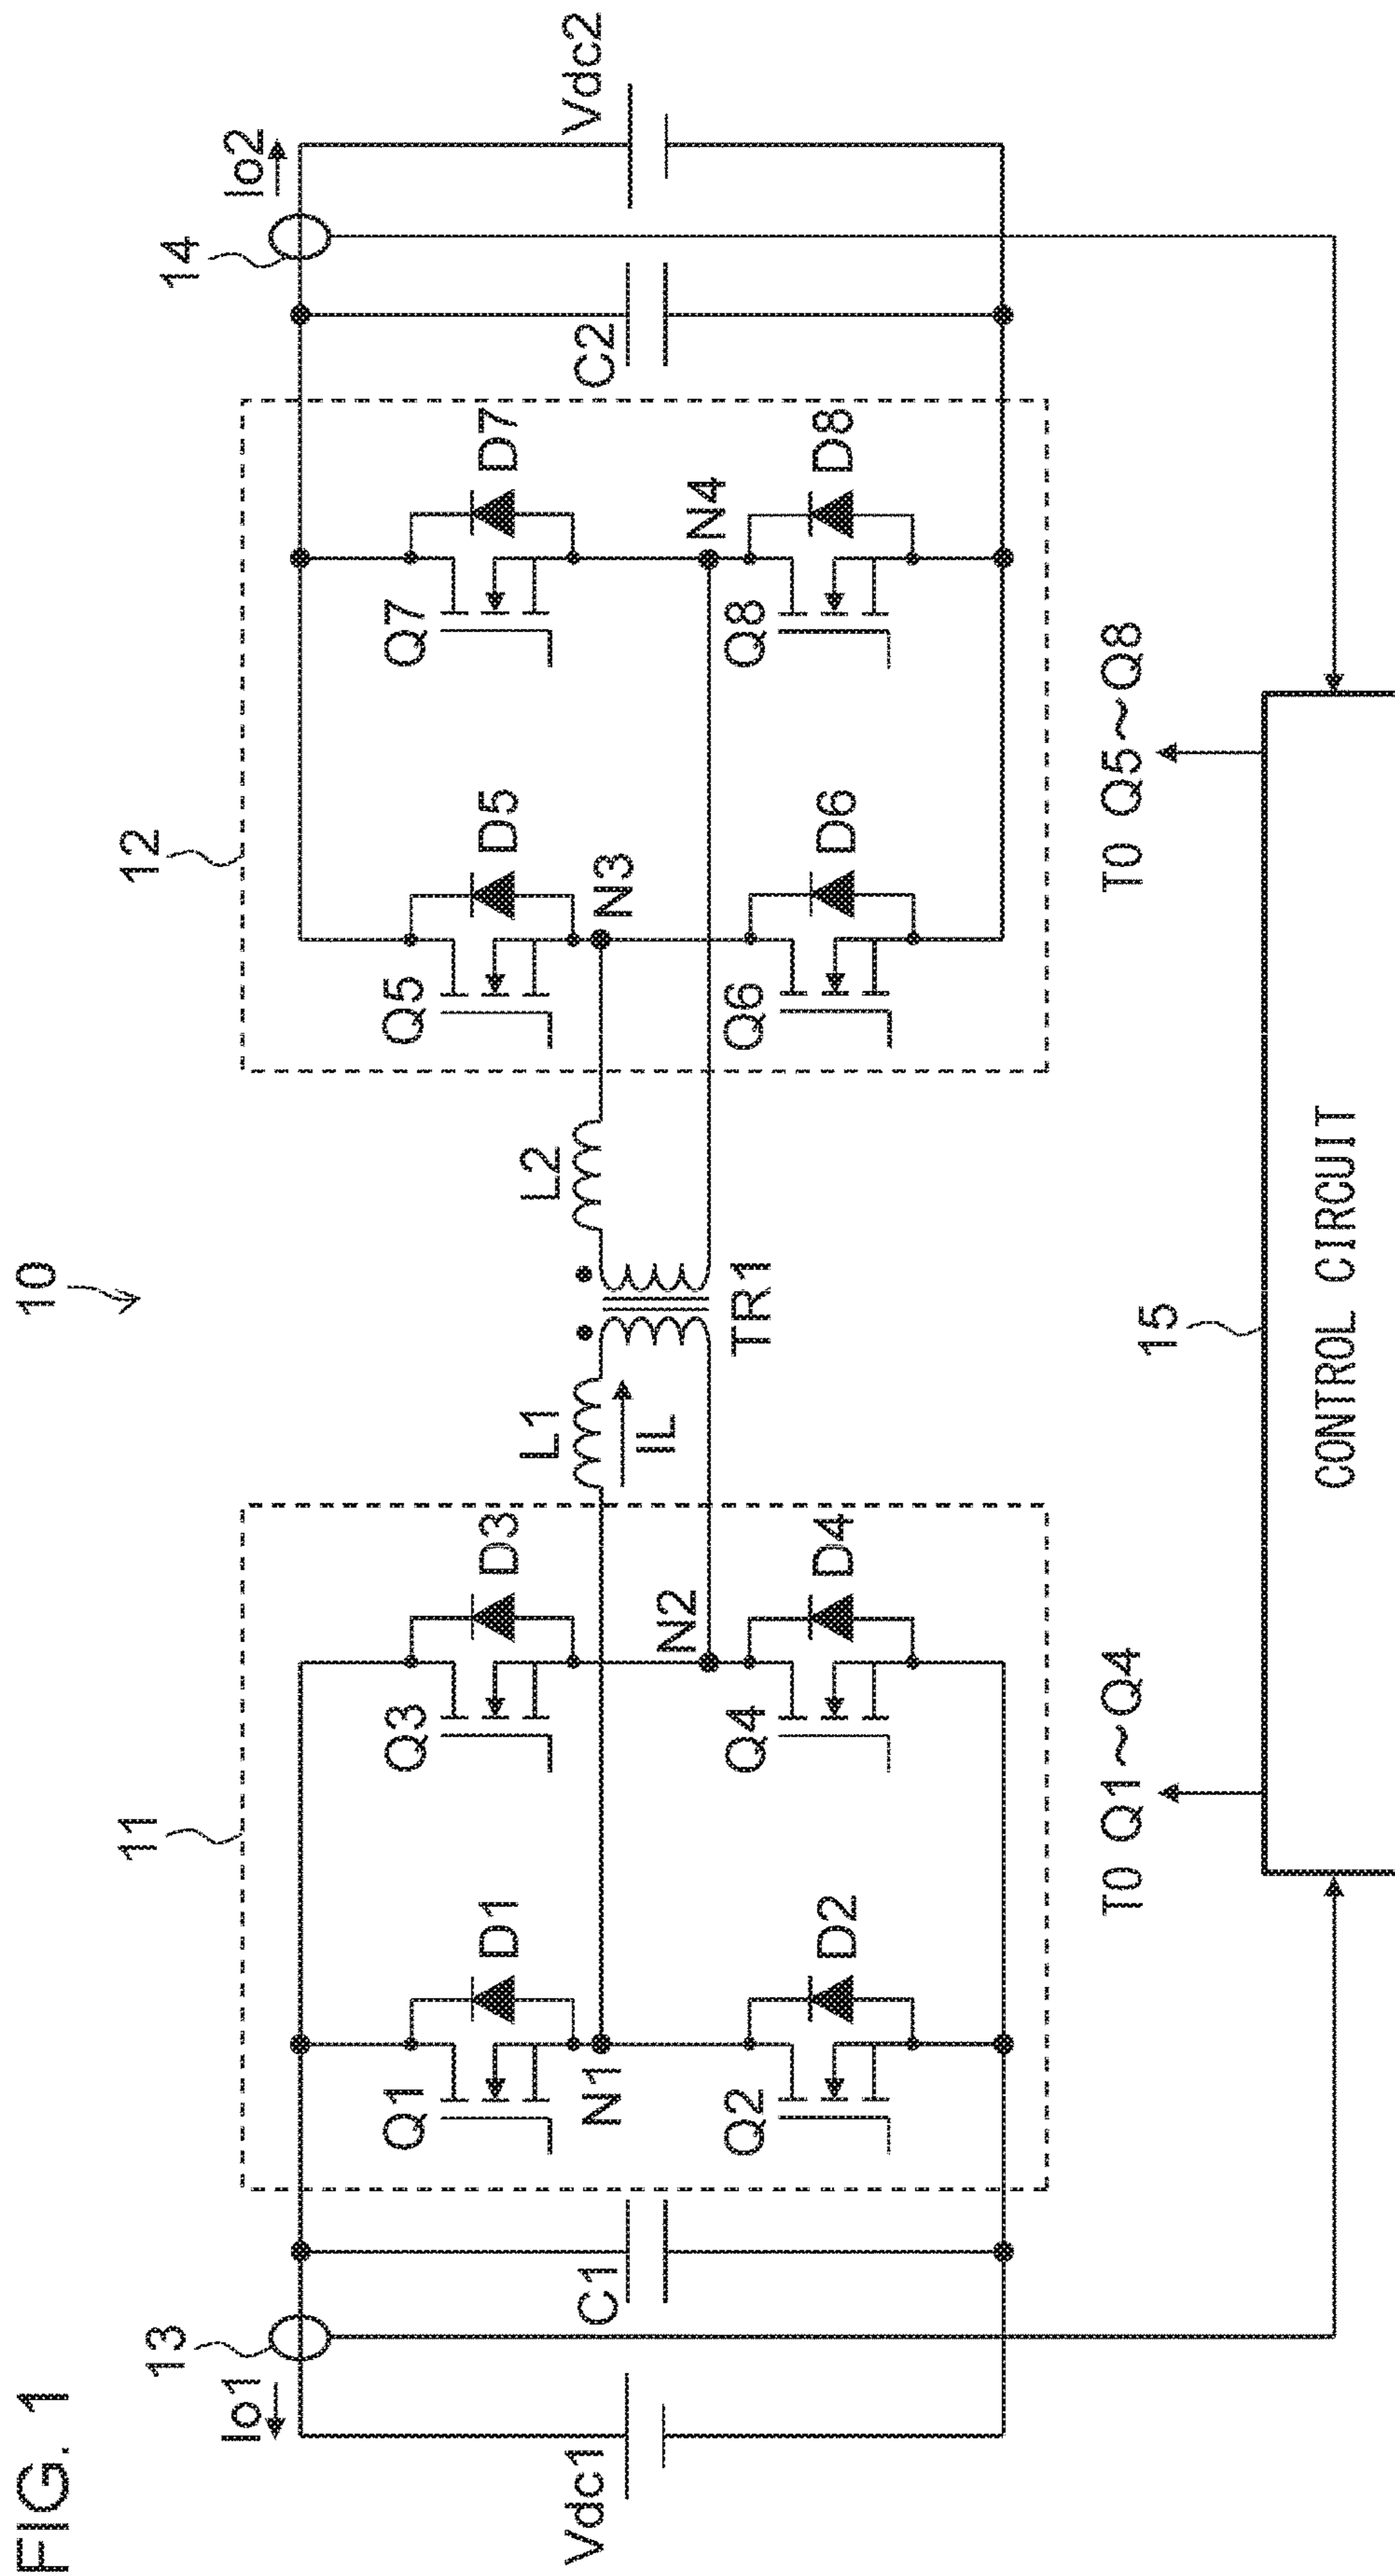 FIG. 1
10
11
12
Io1
13
14
Io2
Q1
D1
Q3
D3
Q5
D5
Q7
D7
Vdc1
C1
N1
L1
IL
L2
N3
C2
Vdc2
N2
N4
TR1
Q2
D2
Q4
D4
Q6
D6
Q8
D8
TO Q1~Q4
15
TO Q5~Q8
CONTROL CIRCUIT